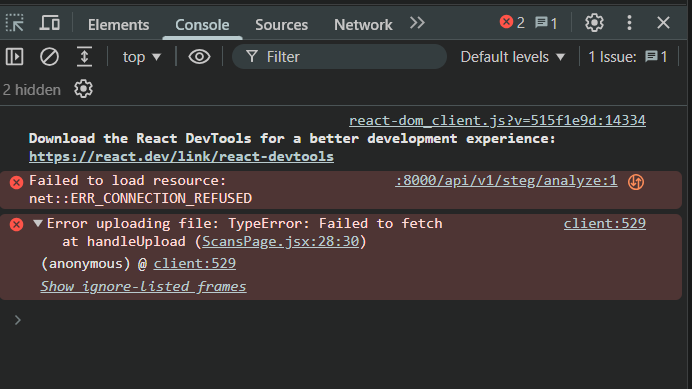 Elements Console Sources Network 2 1
top Filter Default levels 1 Issue: 1
2 hidden
react-dom_client.js?v=515f1e9d:14334
Download the React DevTools for a better development experience:
https://react.dev/link/react-devtools
Failed to load resource: :8000/api/v1/steg/analyze:1
net::ERR_CONNECTION_REFUSED
Error uploading file: TypeError: Failed to fetch client:529
at handleUpload (ScansPage.jsx:28:30)
(anonymous) @ client:529
Show ignore-listed frames